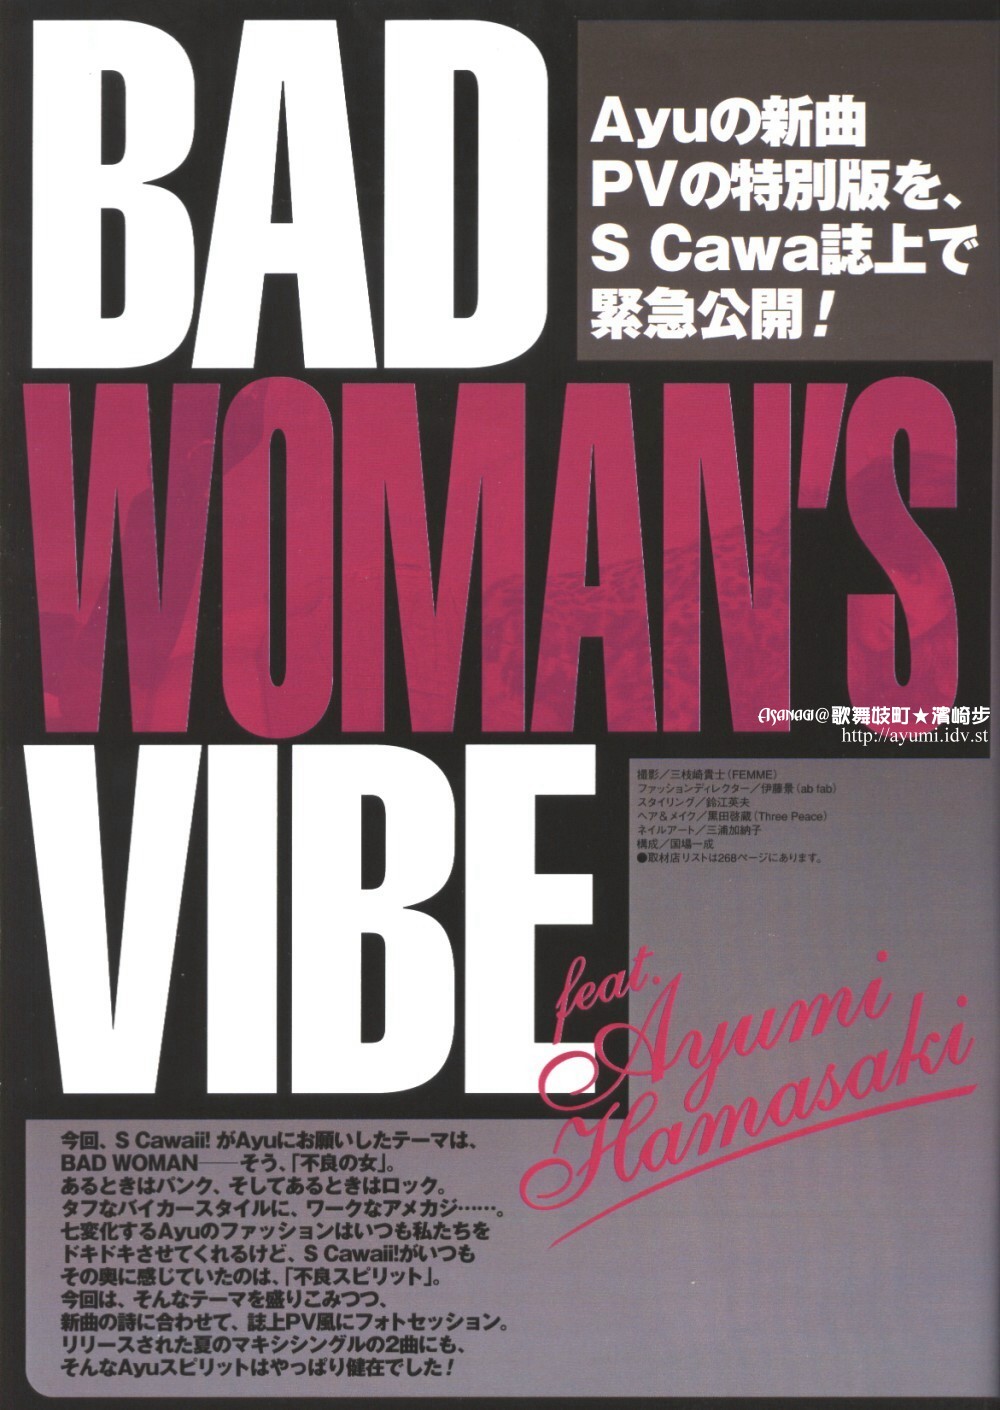 BAD
WOMAN'S
VIBE
Ayuの新曲
PVの特別版を、
S Cawa誌上で
緊急公開!
ASANAGI@歌舞妓町★濱崎步
http://ayumi.idv.st
撮影／三枝崎貴士(FEMME)
ファッションディレクター／伊藤景(ab fab)
スタイリング／鈴江英夫
ヘア&メイク／黒田啓蔵(Three Peace)
ネイルアート／三浦加納子
構成／国場一成
●取材店リストは268ページにあります。
feat.
Ayumi
Hamasaki
今回、S Cawaii! がAyuにお願いしたテーマは、
BAD WOMAN――そう、「不良の女」。
あるときはパンク、そしてあるときはロック。
タフなバイカースタイルに、ワークなアメカジ……。
七変化するAyuのファッションはいつも私たちを
ドキドキさせてくれるけど、S Cawaii!がいつも
その奥に感じていたのは、「不良スピリット」。
今回は、そんなテーマを盛りこみつつ、
新曲の詩に合わせて、誌上PV風にフォトセッション。
リリースされた夏のマキシシングルの2曲にも、
そんなAyuスピリットはやっぱり健在でした!